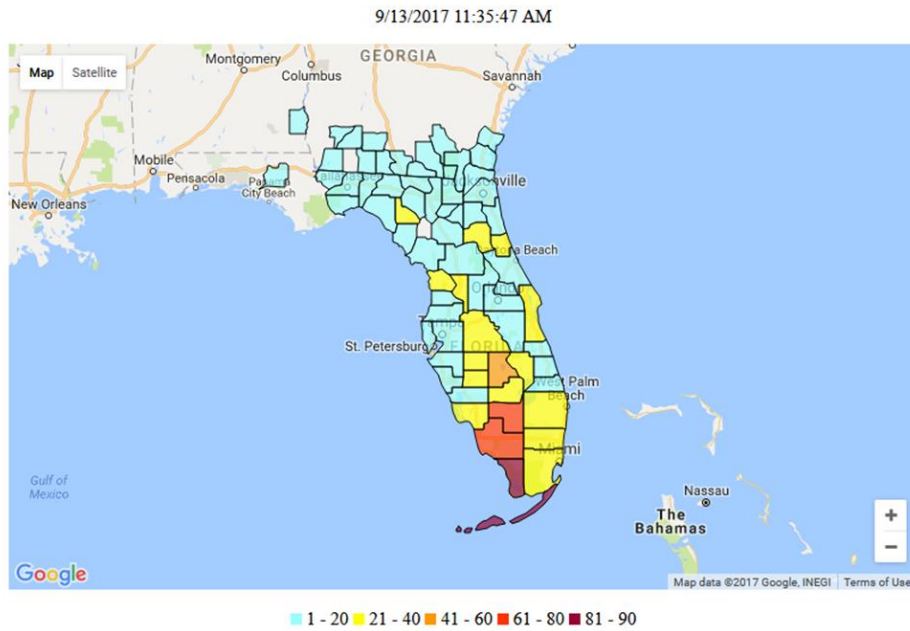 9/13/2017 11:35:47 AM
Map Satellite
Montgomery
GEORGIA
Columbus
Savannah
Mobile
Pensacola
City Beach
New Orleans
Jacksonville
Beach
St. Petersburg
FLORIDA
West Palm
Beach
Miami
Gulf of
Mexico
Nassau
The
Bahamas
+
−
Google
Map data ©2017 Google, INEGI Terms of Use
1 - 20 21 - 40 41 - 60 61 - 80 81 - 90